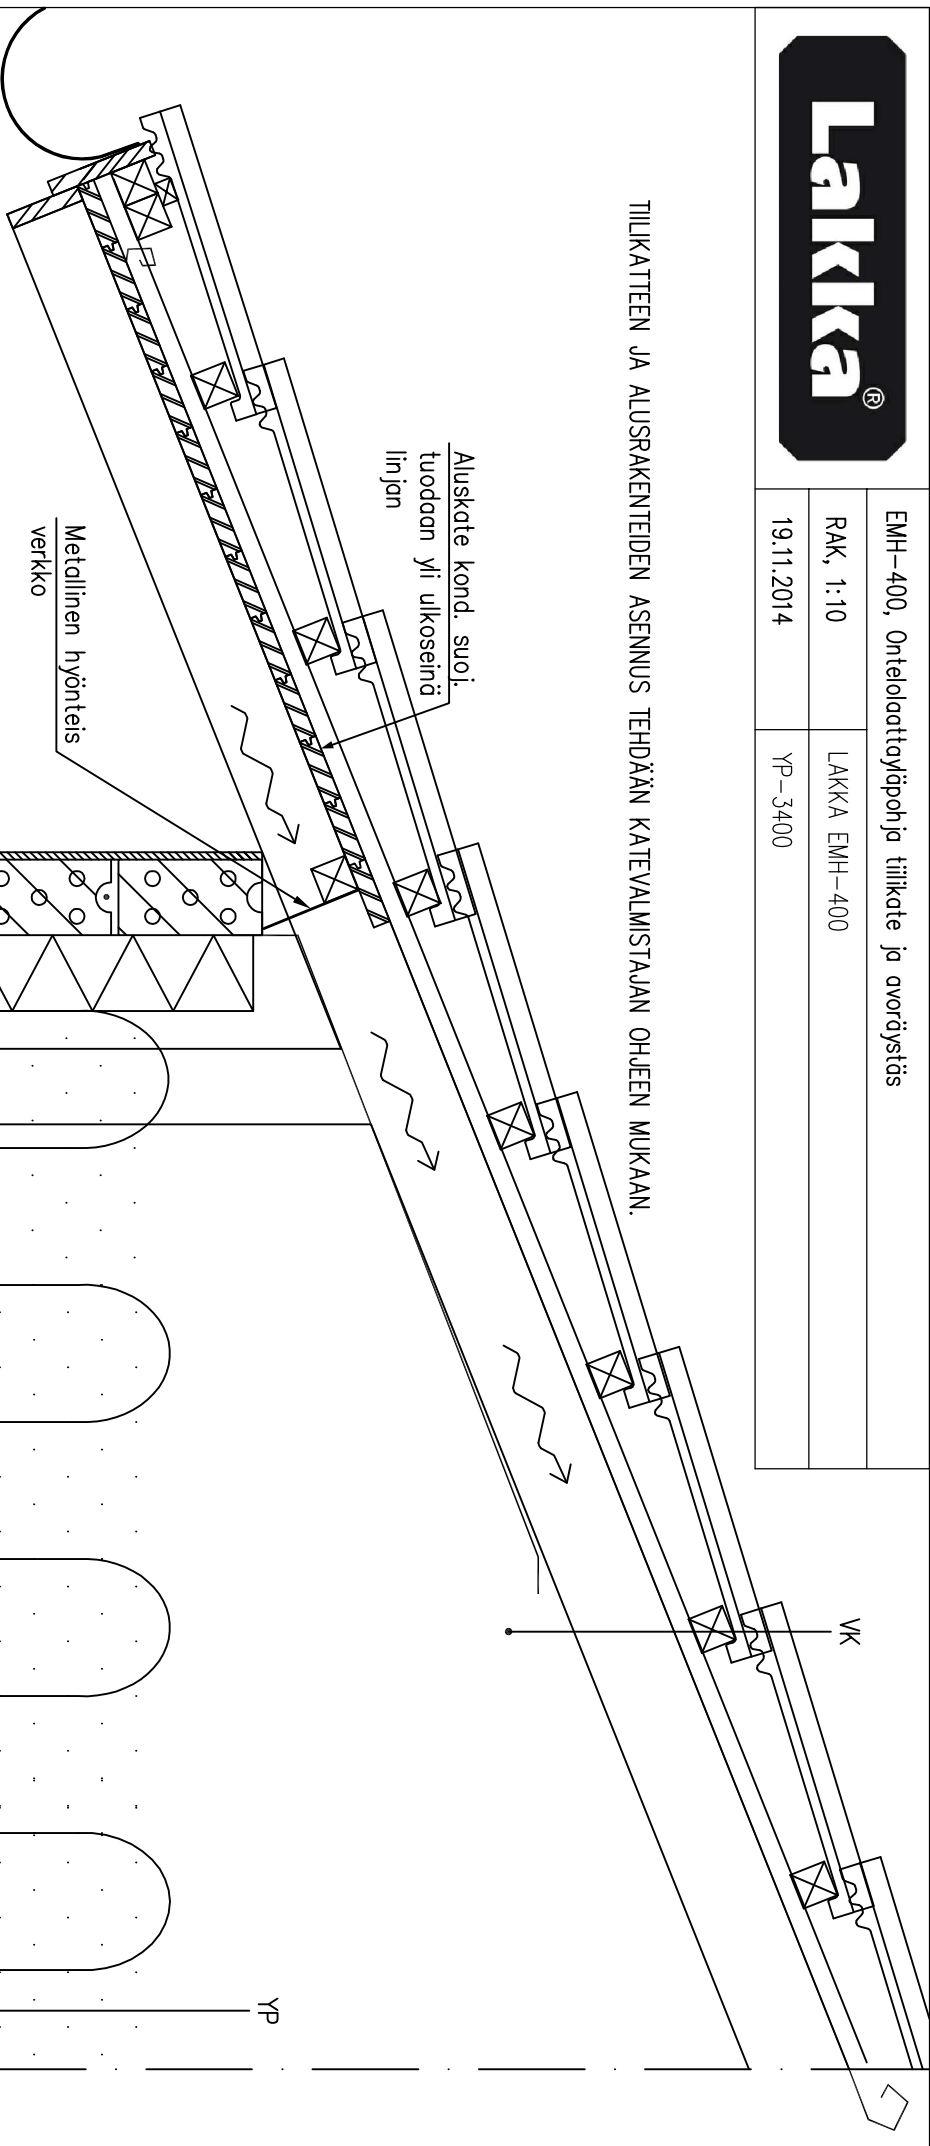 Lakka®
EMH-400, Ontelolaattayläpohja tiilikate ja avoräystäs
RAK, 1:10
LAKKA EMH-400
19.11.2014
YP-3400
TIILIKATTEEN JA ALUSRAKENTEIDEN ASENNUS TEHDÄÄN KATEVALMISTAJAN OHJEEN MUKAAN.
VK
Aluskate kond. suoj.
tuodaan yli ulkoseinä
linjan
Metallinen hyönteis
verkko
YP